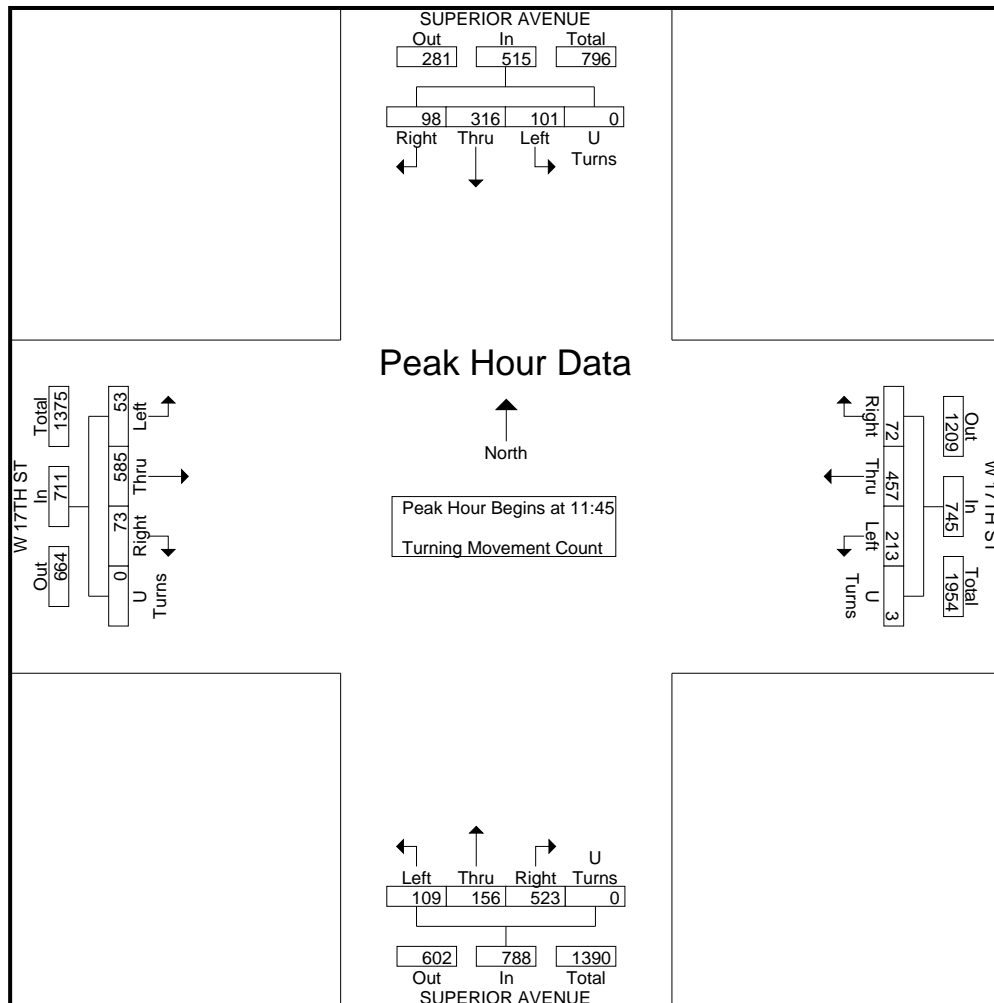 SUPERIOR AVENUE
Out In Total
281 515 796
98 316 101 0
Right Thru Left U
Turns
Peak Hour Data
North
Peak Hour Begins at 11:45
Turning Movement Count
W 17TH ST
Total In Out
1375 711 664
53 585 73 0
Left Thru Right U
Turns
W 17TH ST
Out In Total
1209 745 1954
72 457 213 3
Right Thru Left U
Turns
U
Left Thru Right Turns
109 156 523 0
602 788 1390
Out In Total
SUPERIOR AVENUE